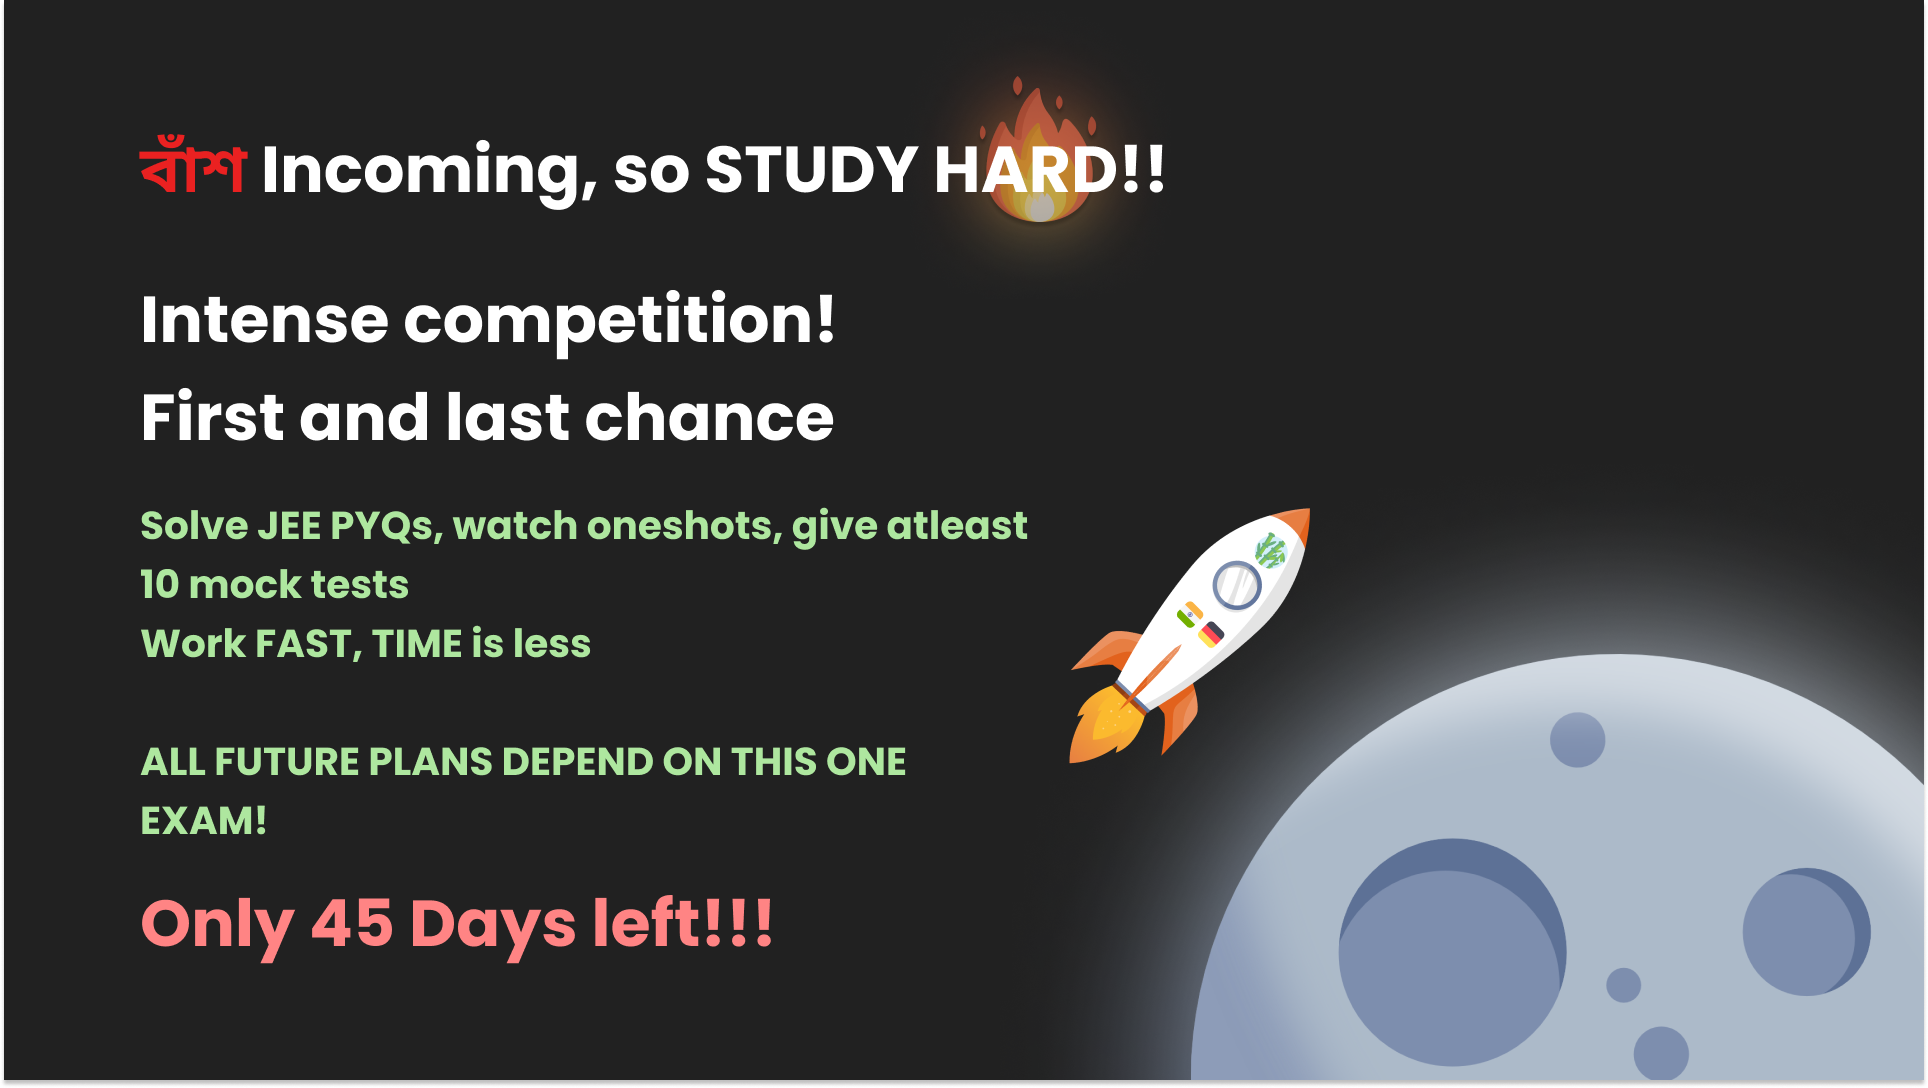 বাঁশ Incoming, so STUDY HARD!!
Intense competition!
First and last chance
Solve JEE PYQs, watch oneshots, give atleast
10 mock tests
Work FAST, TIME is less
ALL FUTURE PLANS DEPEND ON THIS ONE
EXAM!
Only 45 Days left!!!